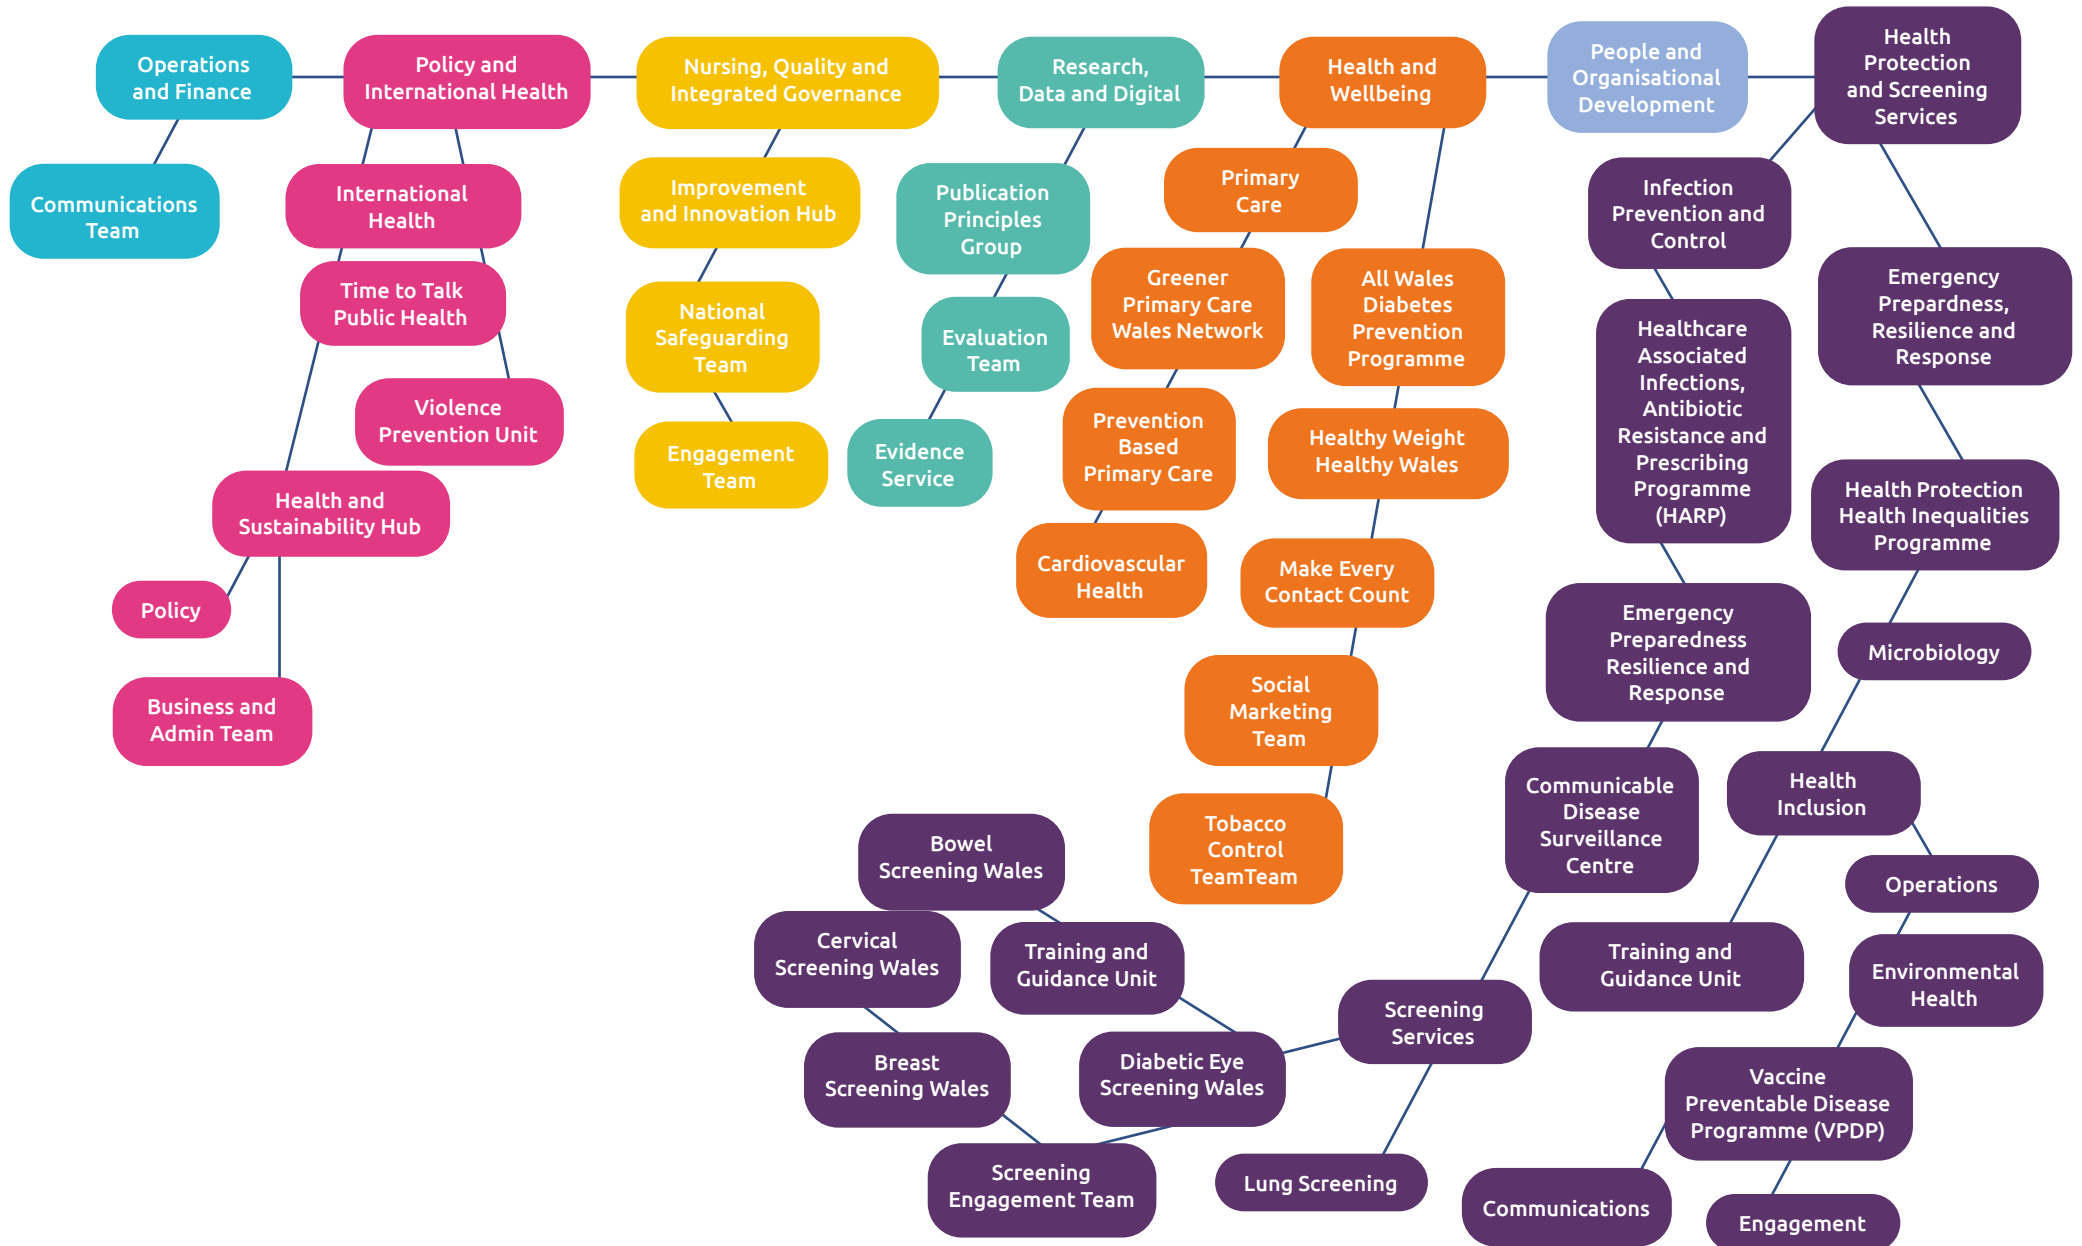 Operations
and Finance
Policy and
International Health
Nursing, Quality and
Integrated Governance
Research,
Data and Digital
Health and
Wellbeing
People and
Organisational
Development
Health
Protection
and Screening
Services
Communications
Team
International
Health
Time to Talk
Public Health
Violence
Prevention Unit
Health and
Sustainability Hub
Policy
Business and
Admin Team
Improvement
and Innovation Hub
National
Safeguarding
Team
Engagement
Team
Publication
Principles
Group
Evaluation
Team
Evidence
Service
Primary
Care
Greener
Primary Care
Wales Network
Prevention
Based
Primary Care
Cardiovascular
Health
All Wales
Diabetes
Prevention
Programme
Healthy Weight
Healthy Wales
Make Every
Contact Count
Social
Marketing
Team
Tobacco
Control
TeamTeam
Infection
Prevention and
Control
Healthcare
Associated
Infections,
Antibiotic
Resistance and
Prescribing
Programme
(HARP)
Emergency
Preparedness
Resilience and
Response
Communicable
Disease
Surveillance
Centre
Screening
Services
Lung Screening
Diabetic Eye
Screening Wales
Training and
Guidance Unit
Bowel
Screening Wales
Cervical
Screening Wales
Breast
Screening Wales
Screening
Engagement Team
Emergency
Prepardness,
Resilience and
Response
Health Protection
Health Inequalities
Programme
Microbiology
Health
Inclusion
Training and
Guidance Unit
Operations
Environmental
Health
Vaccine
Preventable Disease
Programme (VPDP)
Communications
Engagement